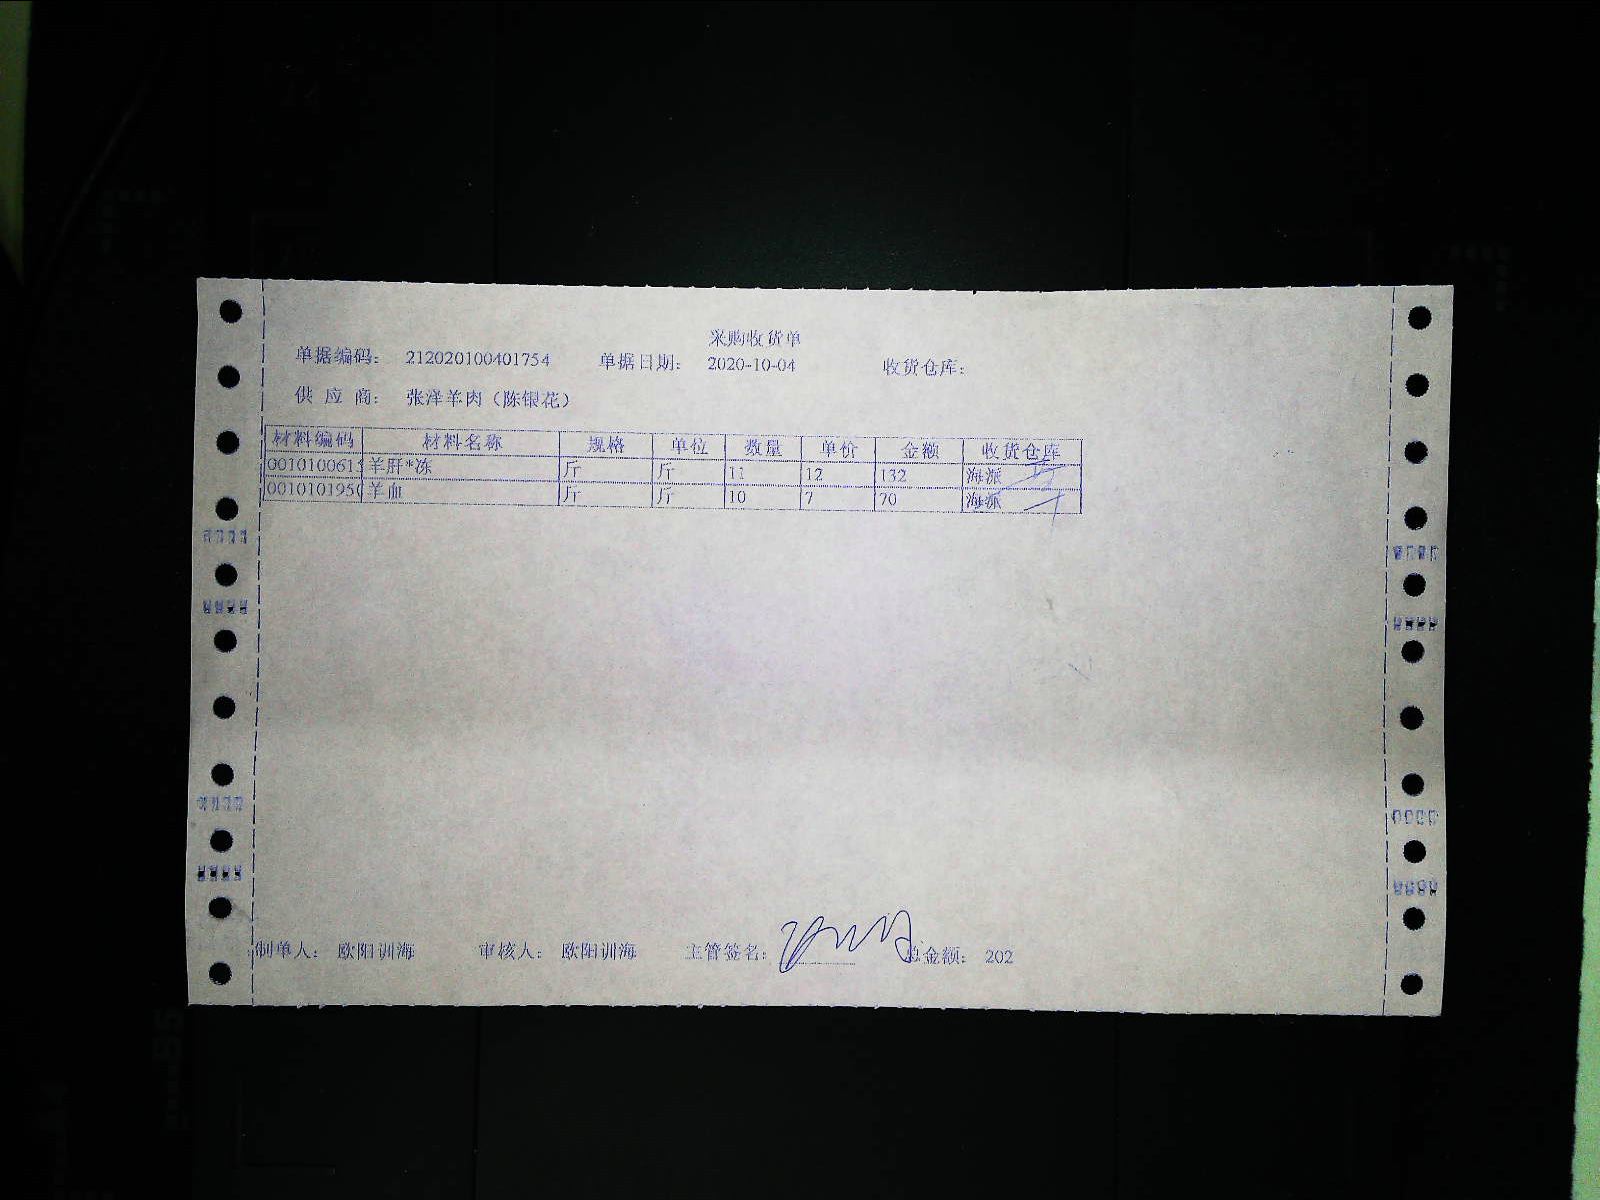 采购收货单
单据编码: 212020100401754 单据日期: 2020-10-04 收货仓库:
供 应 商: 张泽羊肉（陈银花）
材料编码 材料名称 规格 单位 数量 单价 金额 收货仓库
001010061 羊肝*冻 斤 斤 11 12 132 海派
001010195 羊血 斤 斤 10 7 70 海派
制单人: 欧阳训海 审核人: 欧阳训海 主管签名: 总金额: 202